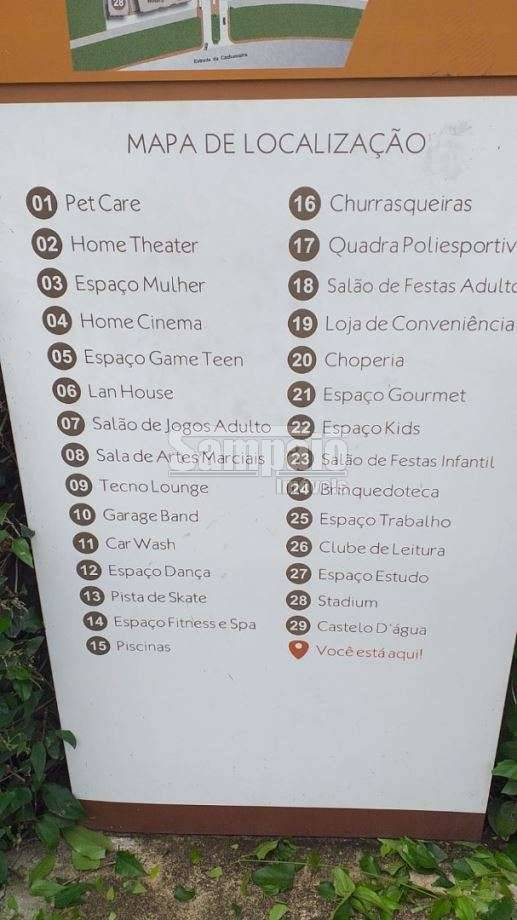 28
Estrada da Cachamorra
MAPA DE LOCALIZAÇÃO
01 Pet Care
02 Home Theater
03 Espaço Mulher
04 Home Cinema
05 Espaço Game Teen
06 Lan House
07 Salão de Jogos Adulto
08 Sala de Artes Marciais
09 Tecno Lounge
10 Garage Band
11 Car Wash
12 Espaço Dança
13 Pista de Skate
14 Espaço Fitness e Spa
15 Piscinas
16 Churrasqueiras
17 Quadra Poliesportiv
18 Salão de Festas Adulto
19 Loja de Conveniência
20 Choperia
21 Espaço Gourmet
22 Espaço Kids
23 Salão de Festas Infantil
24 Brinquedoteca
25 Espaço Trabalho
26 Clube de Leitura
27 Espaço Estudo
28 Stadium
29 Castelo D'água
Você está aqui!
Sampaio
Imóveis